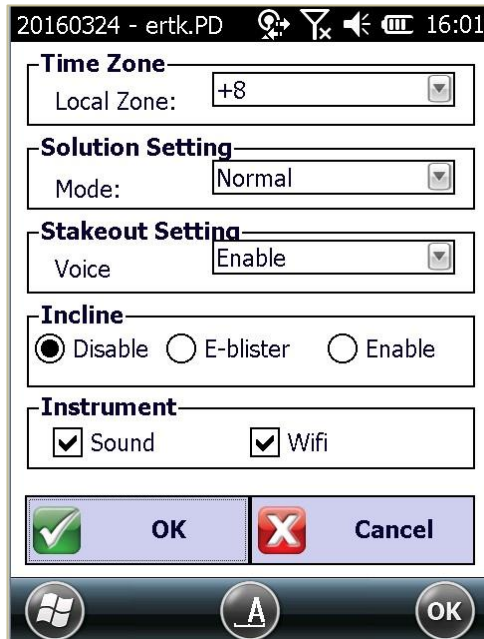 20160324 - ertk.PD 16:01
Time Zone
Local Zone: +8
Solution Setting
Mode: Normal
Stakeout Setting
Voice Enable
Incline
Disable E-blister Enable
Instrument
Sound Wifi
OK Cancel
A OK